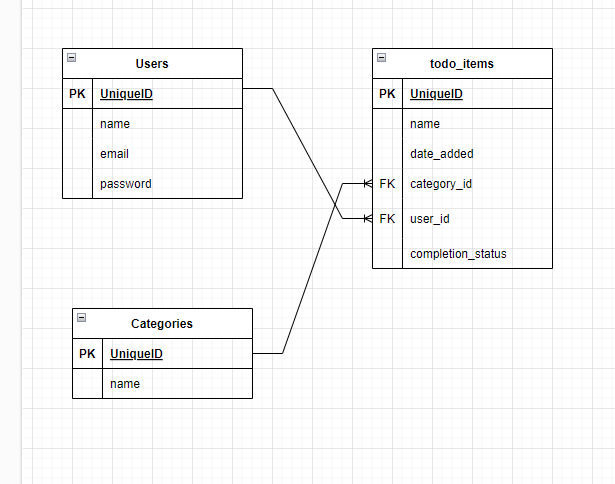 Users
PK UniqueID
name
email
password
todo_items
PK UniqueID
name
date_added
FK category_id
FK user_id
completion_status
Categories
PK UniqueID
name